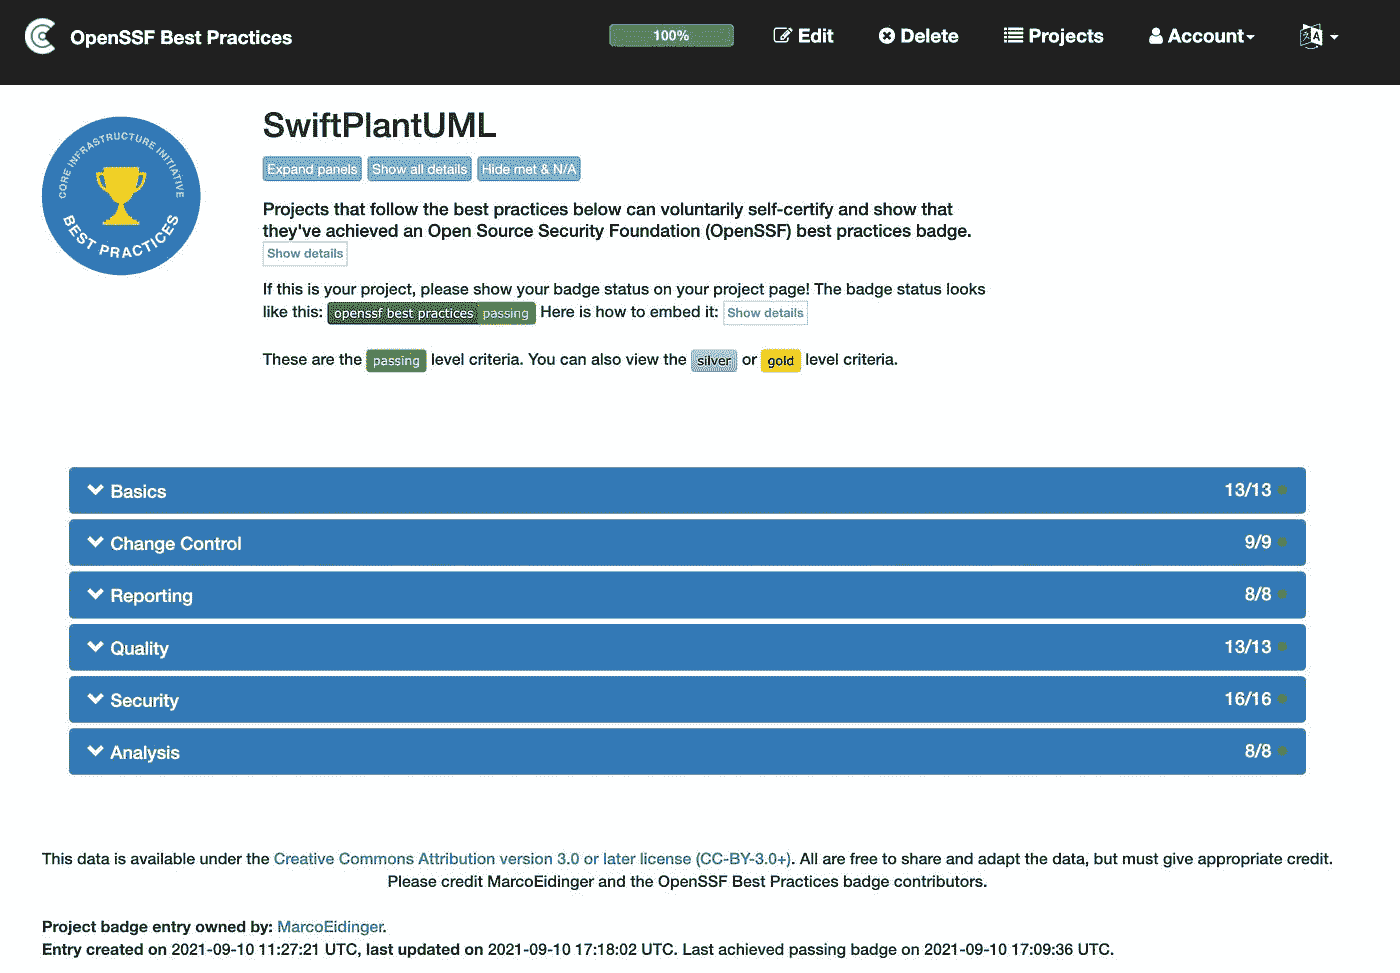 OpenSSF Best Practices
100%
Edit
Delete
Projects
Account
CORE INFRASTRUCTURE INITIATIVE
BEST PRACTICES
SwiftPlantUML
Expand panels Show all details Hide met & N/A
Projects that follow the best practices below can voluntarily self-certify and show that
they've achieved an Open Source Security Foundation (OpenSSF) best practices badge.
Show details
If this is your project, please show your badge status on your project page! The badge status looks
like this: openssf best practices passing Here is how to embed it: Show details
These are the passing level criteria. You can also view the silver or gold level criteria.
Basics 13/13
Change Control 9/9
Reporting 8/8
Quality 13/13
Security 16/16
Analysis 8/8
This data is available under the Creative Commons Attribution version 3.0 or later license (CC-BY-3.0+). All are free to share and adapt the data, but must give appropriate credit.
Please credit MarcoEidinger and the OpenSSF Best Practices badge contributors.
Project badge entry owned by: MarcoEidinger.
Entry created on 2021-09-10 11:27:21 UTC, last updated on 2021-09-10 17:18:02 UTC. Last achieved passing badge on 2021-09-10 17:09:36 UTC.